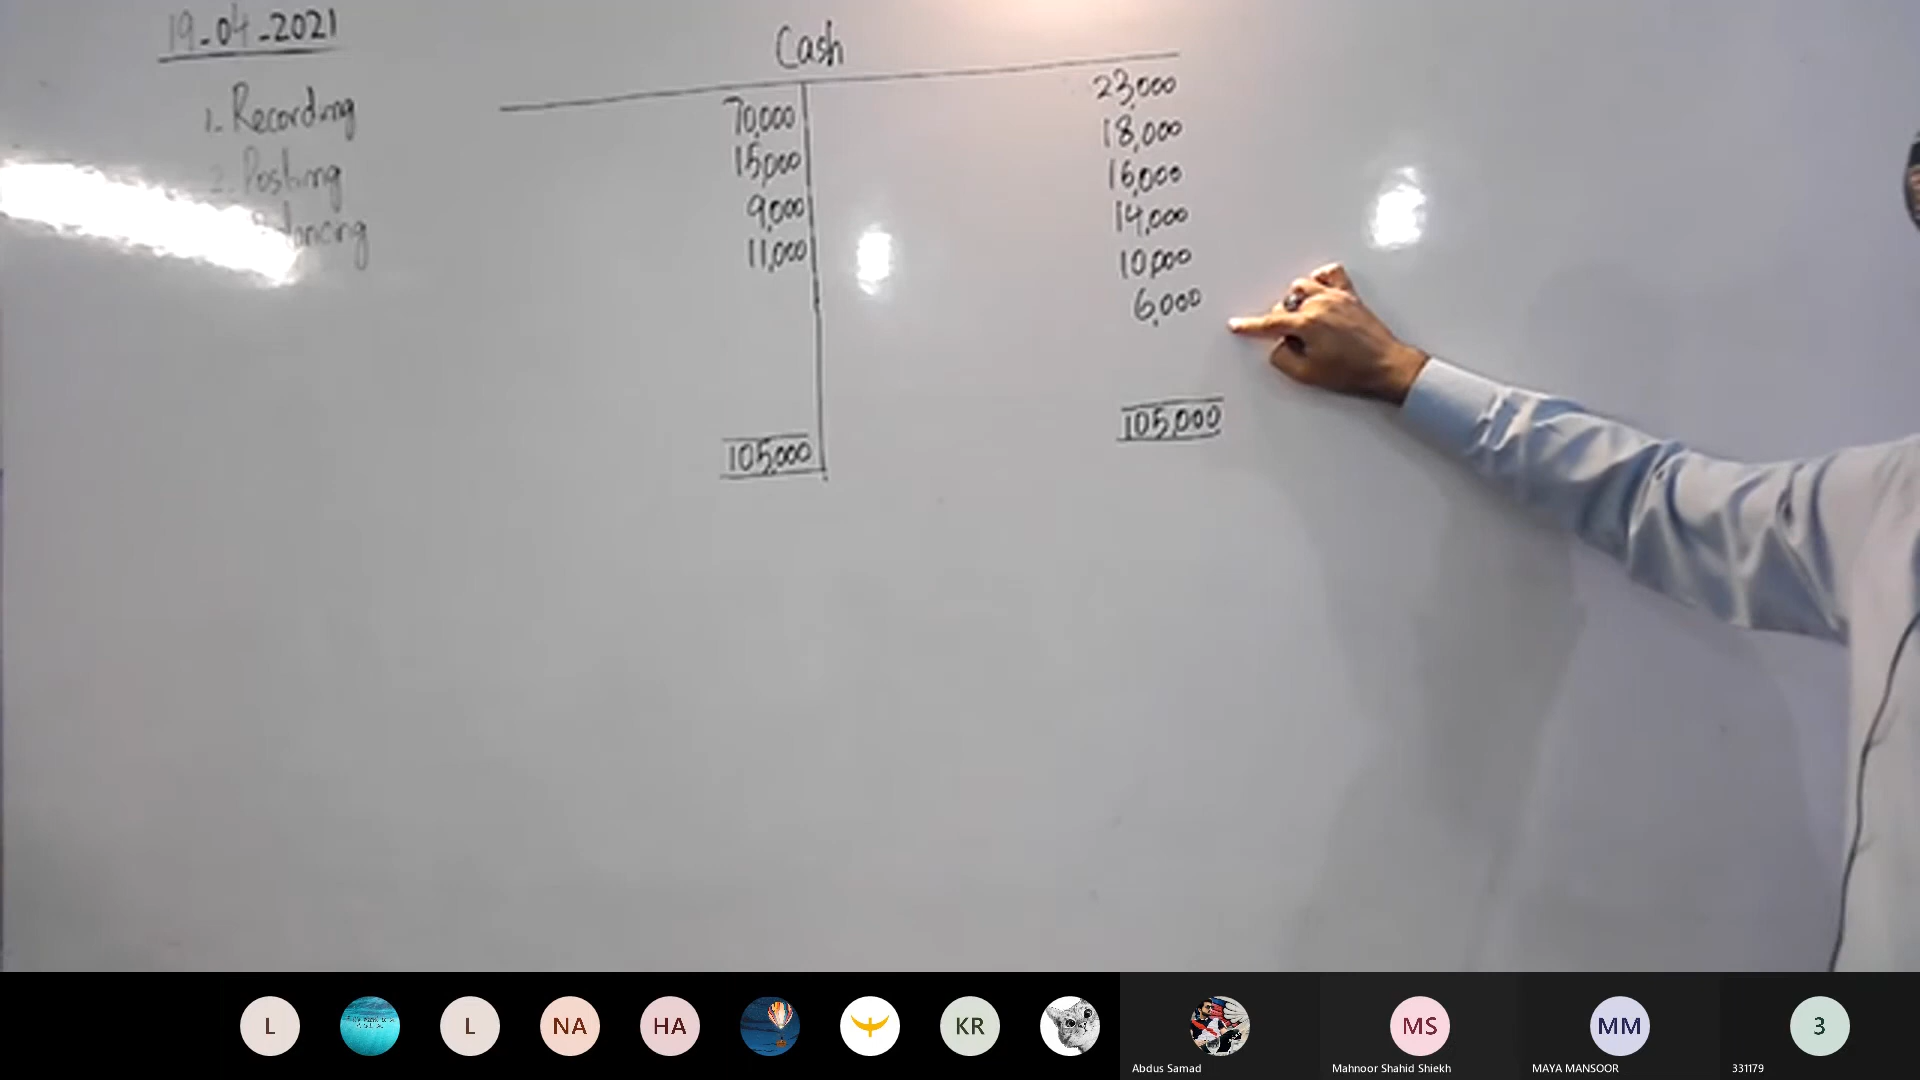 19-04-2021
1. Recording
2. Posting
Cash
70,000
15,000
9,000
11,000
105,000
23,000
18,000
16,000
14,000
10,000
6,000
105,000
L
L
NA
HA
KR
MS
MM
3
Abdus Samad
Mahnoor Shahid Shiekh
MAYA MANSOOR
331179